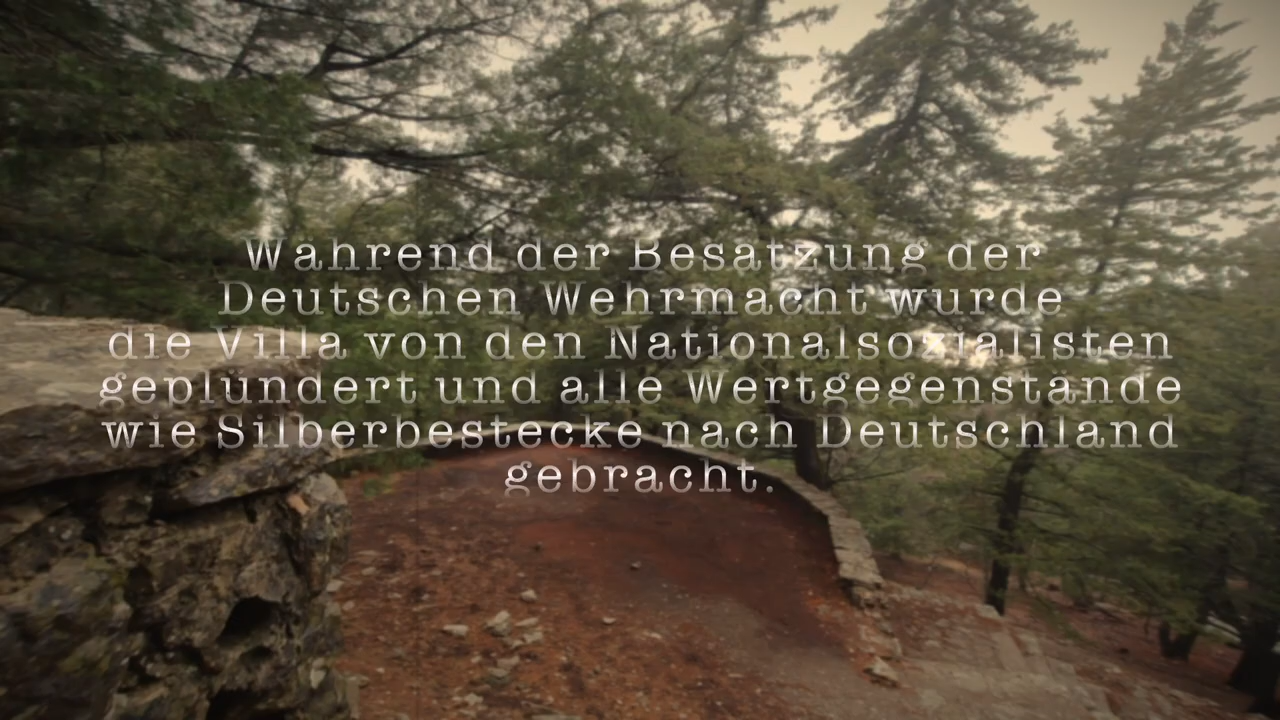 Während der Besatzung der
Deutschen Wehrmacht wurde
die Villa von den Nationalsozialisten
geplündert und alle Wertgegenstände
wie Silberbestecke nach Deutschland
gebracht.